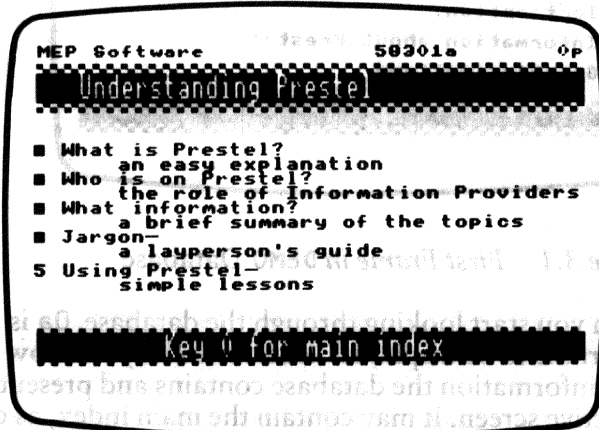 MEP Software 58301a 0p
Understanding Prestel
■ What is Prestel?
an easy explanation
■ Who is on Prestel?
the role of Information Providers
■ What information?
a brief summary of the topics
■ Jargon—
a layperson's guide
5 Using Prestel—
simple lessons
Key 0 for main index